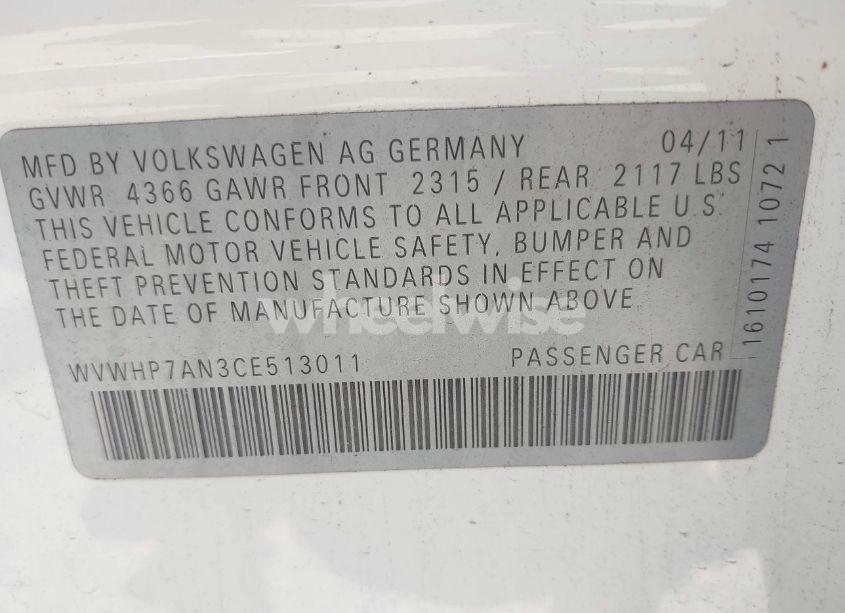 MFD BY VOLKSWAGEN AG GERMANY 04/11
GVWR 4366 GAWR FRONT 2315 / REAR 2117 LBS
THIS VEHICLE CONFORMS TO ALL APPLICABLE U.S.
FEDERAL MOTOR VEHICLE SAFETY, BUMPER AND
THEFT PREVENTION STANDARDS IN EFFECT ON
THE DATE OF MANUFACTURE SHOWN ABOVE
WVWHP7AN3CE513011 PASSENGER CAR
1610174 1072 1
wheelwise